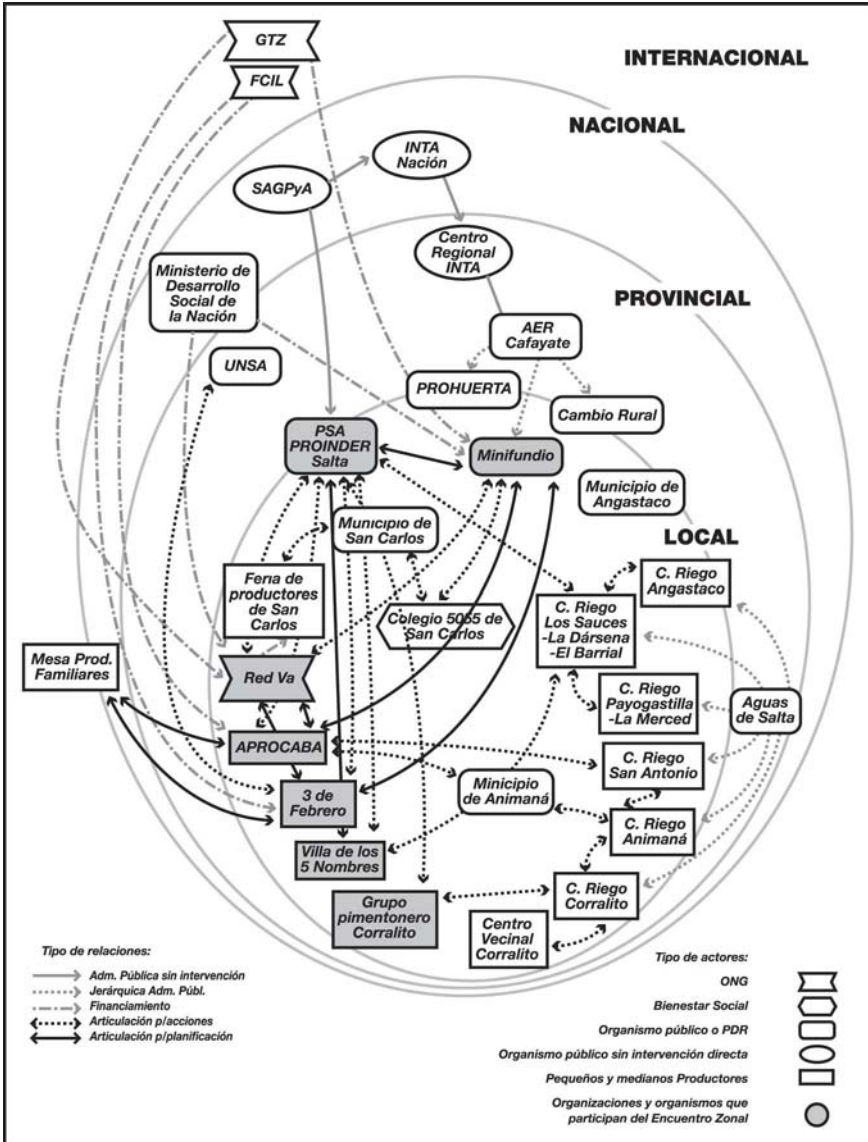 GTZ
FCIL
INTERNACIONAL
NACIONAL
INTA
Nación
SAGPyA
Centro
Regional
INTA
Ministerio de
Desarrollo
Social de
la Nación
PROVINCIAL
AER
Cafayate
UNSA
PROHUERTA
Cambio Rural
PSA
PROINDER
Salta
Minifundio
Municipio de
Angastaco
Municipio de
San Carlos
LOCAL
Feria de
productores
de San
Carlos
Colegio 5055 de
San Carlos
C. Riego
Angastaco
C. Riego
Los Sauces
-La Dársena
-El Barrial
Mesa Prod.
Familiares
Red Va
C. Riego
Payogastilla
-La Merced
Aguas
de Salta
APROCABA
C. Riego
San Antonio
3 de
Febrero
Minicipio
de Animaná
C. Riego
Animaná
Villa de los
5 Nombres
C. Riego
Corralito
Grupo
pimentonero
Corralito
Centro
Vecinal
Corralito
Tipo de relaciones:
Adm. Pública sin intervención
Jerárquica Adm. Públ.
Financiamiento
Articulación p/acciones
Articulación p/planificación
Tipo de actores:
ONG
Bienestar Social
Organismo público o PDR
Organismo público sin intervención directa
Pequeños y medianos Productores
Organizaciones y organismos que
participan del Encuentro Zonal